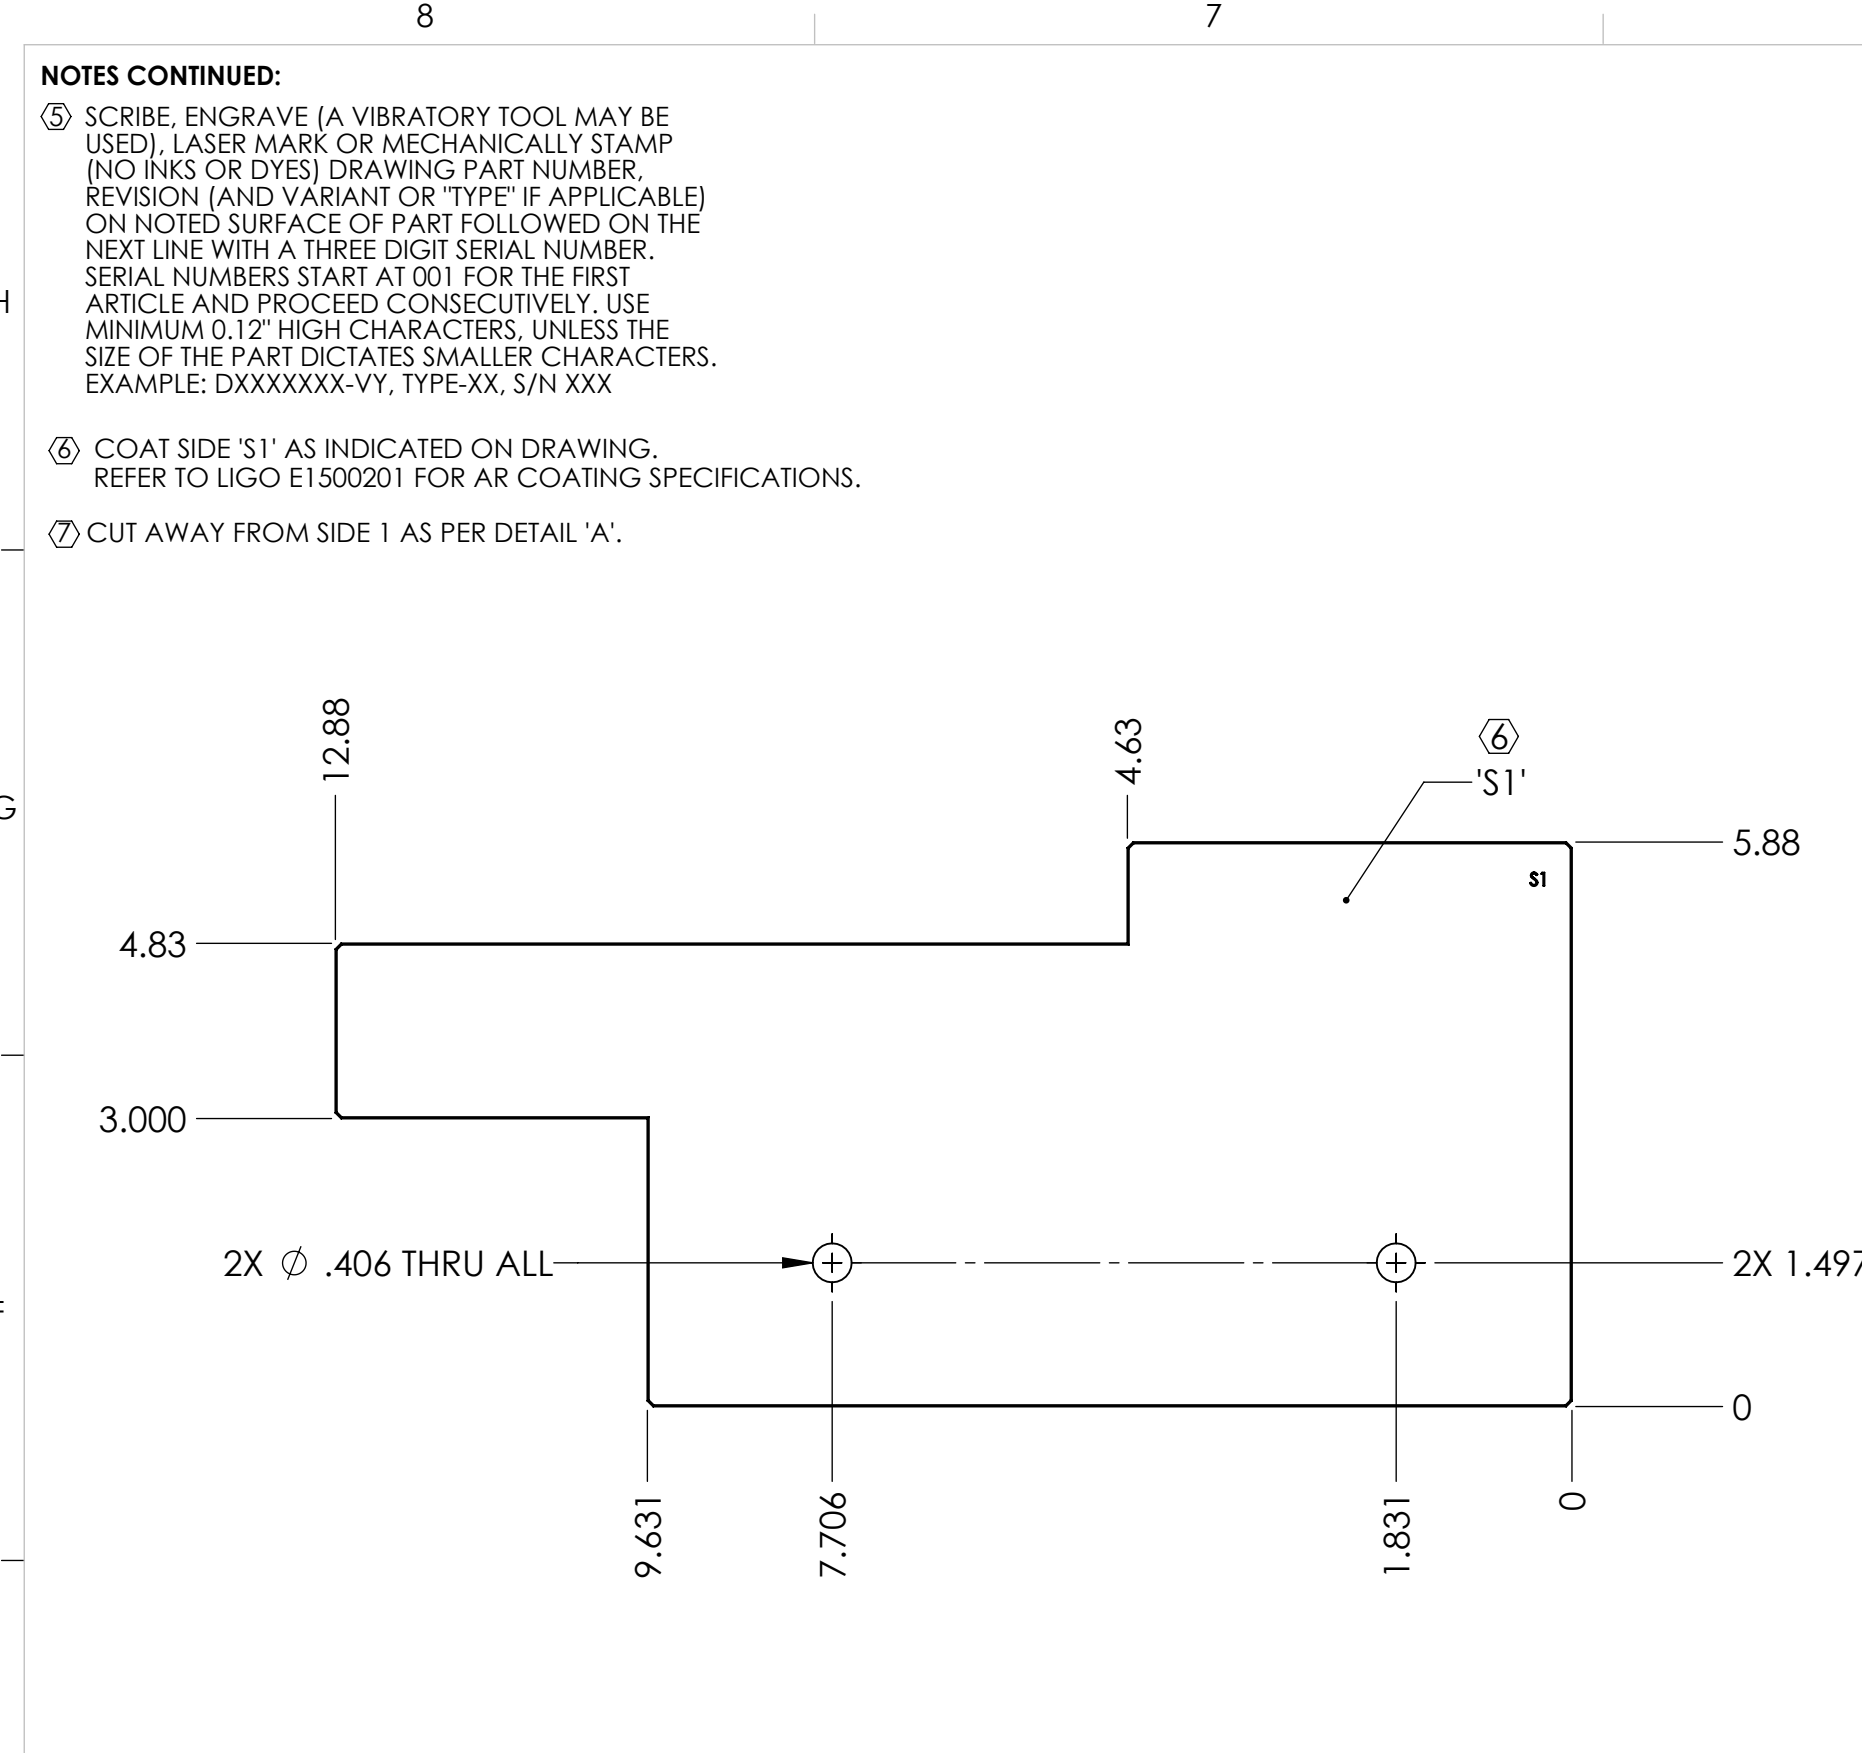 8
7
NOTES CONTINUED:
5 SCRIBE, ENGRAVE (A VIBRATORY TOOL MAY BE
USED), LASER MARK OR MECHANICALLY STAMP
(NO INKS OR DYES) DRAWING PART NUMBER,
REVISION (AND VARIANT OR "TYPE" IF APPLICABLE)
ON NOTED SURFACE OF PART FOLLOWED ON THE
NEXT LINE WITH A THREE DIGIT SERIAL NUMBER.
SERIAL NUMBERS START AT 001 FOR THE FIRST
ARTICLE AND PROCEED CONSECUTIVELY. USE
MINIMUM 0.12" HIGH CHARACTERS, UNLESS THE
SIZE OF THE PART DICTATES SMALLER CHARACTERS.
EXAMPLE: DXXXXXXX-VY, TYPE-XX, S/N XXX
H
6 COAT SIDE 'S1' AS INDICATED ON DRAWING.
REFER TO LIGO E1500201 FOR AR COATING SPECIFICATIONS.
7 CUT AWAY FROM SIDE 1 AS PER DETAIL 'A'.
12.88
4.63
6
'S1'
G
5.88
S1
4.83
3.000
2X ∅ .406 THRU ALL
2X 1.497
0
9.631
7.706
1.831
0